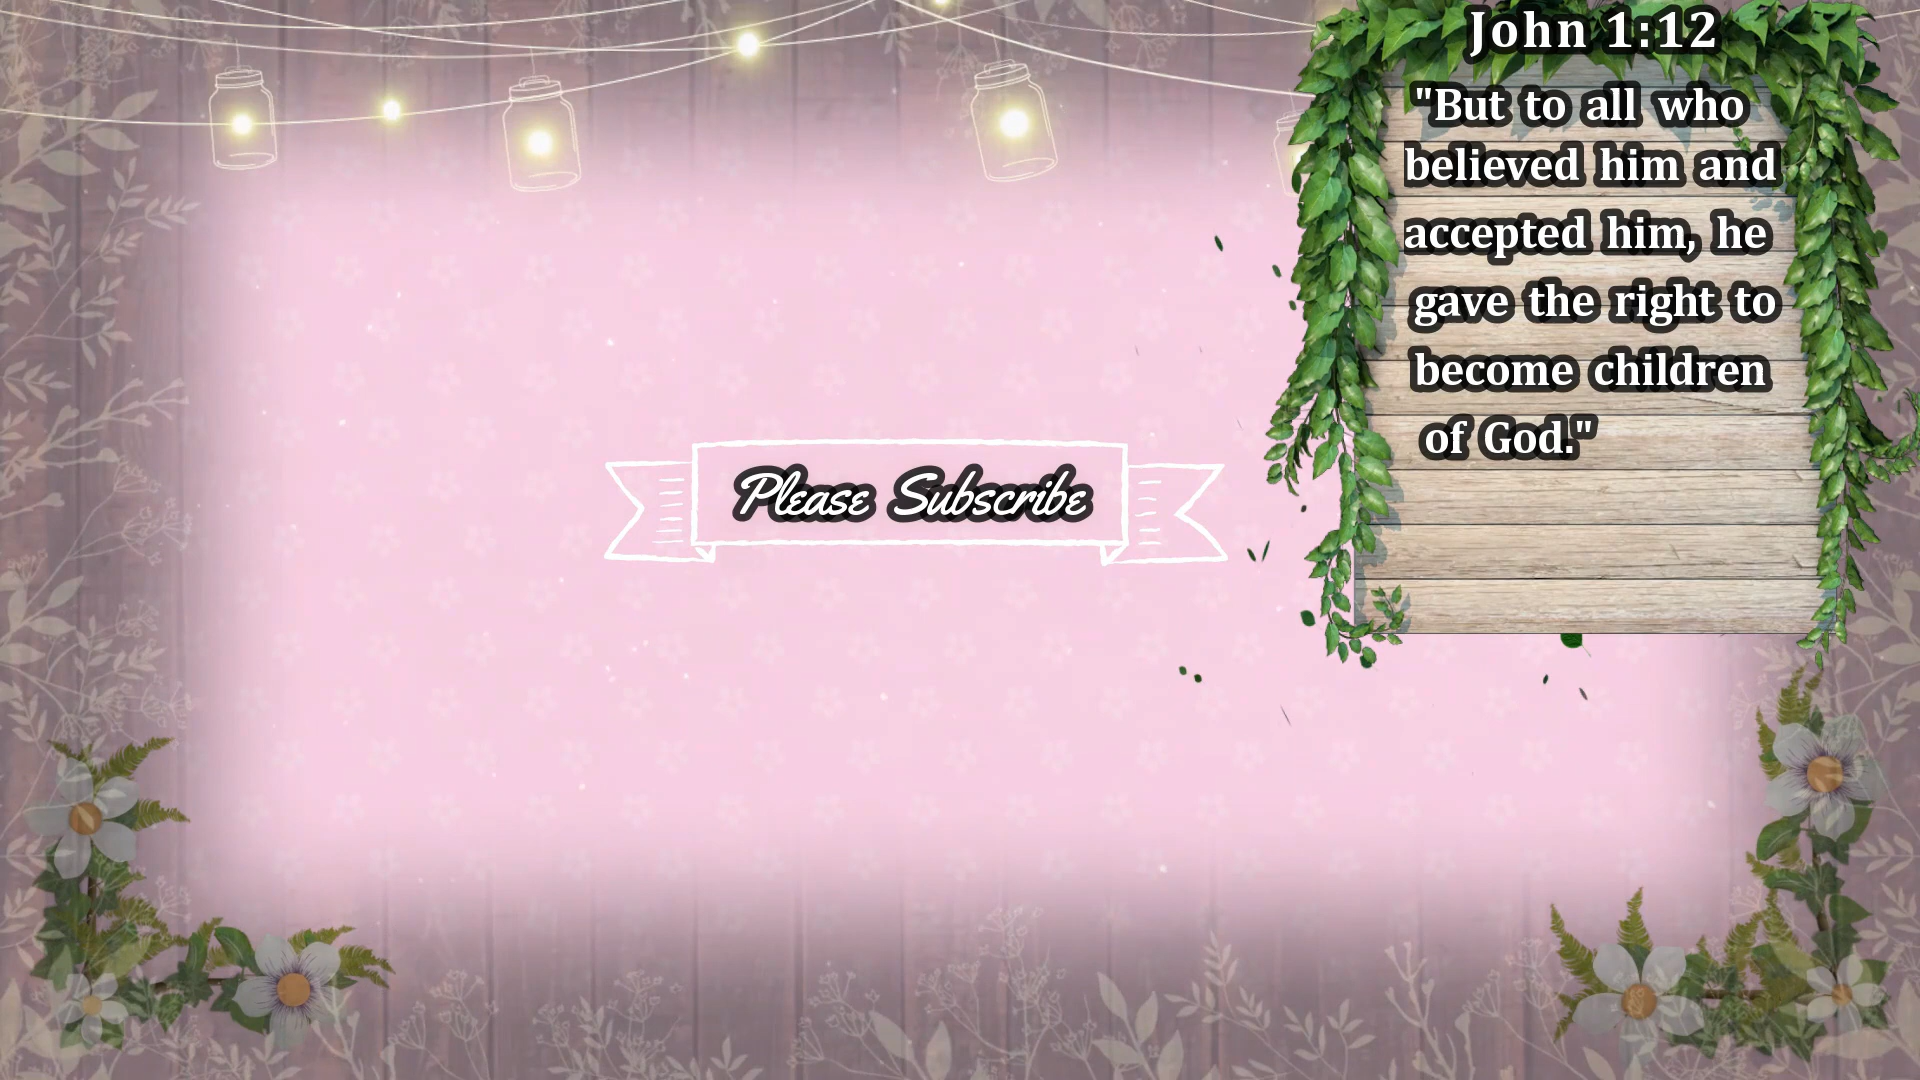 John 1:12
"But to all who
believed him and
accepted him, he
gave the right to
become children
of God."
Please Subscribe